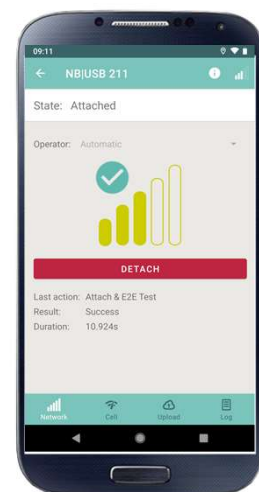 09:11
NB|USB 211
State: Attached
Operator: Automatic
DETACH
Last action: Attach & E2E Test
Result: Success
Duration: 10.924s
Network Cell Upload Log